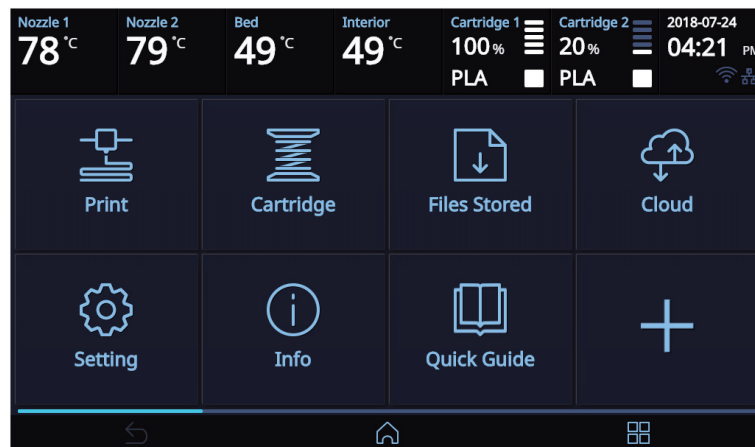 Nozzle 1
78 °C
Nozzle 2
79 °C
Bed
49 °C
Interior
49 °C
Cartridge 1
100 %
PLA
Cartridge 2
20 %
PLA
2018-07-24
04:21 PM
Print
Cartridge
Files Stored
Cloud
Setting
Info
Quick Guide